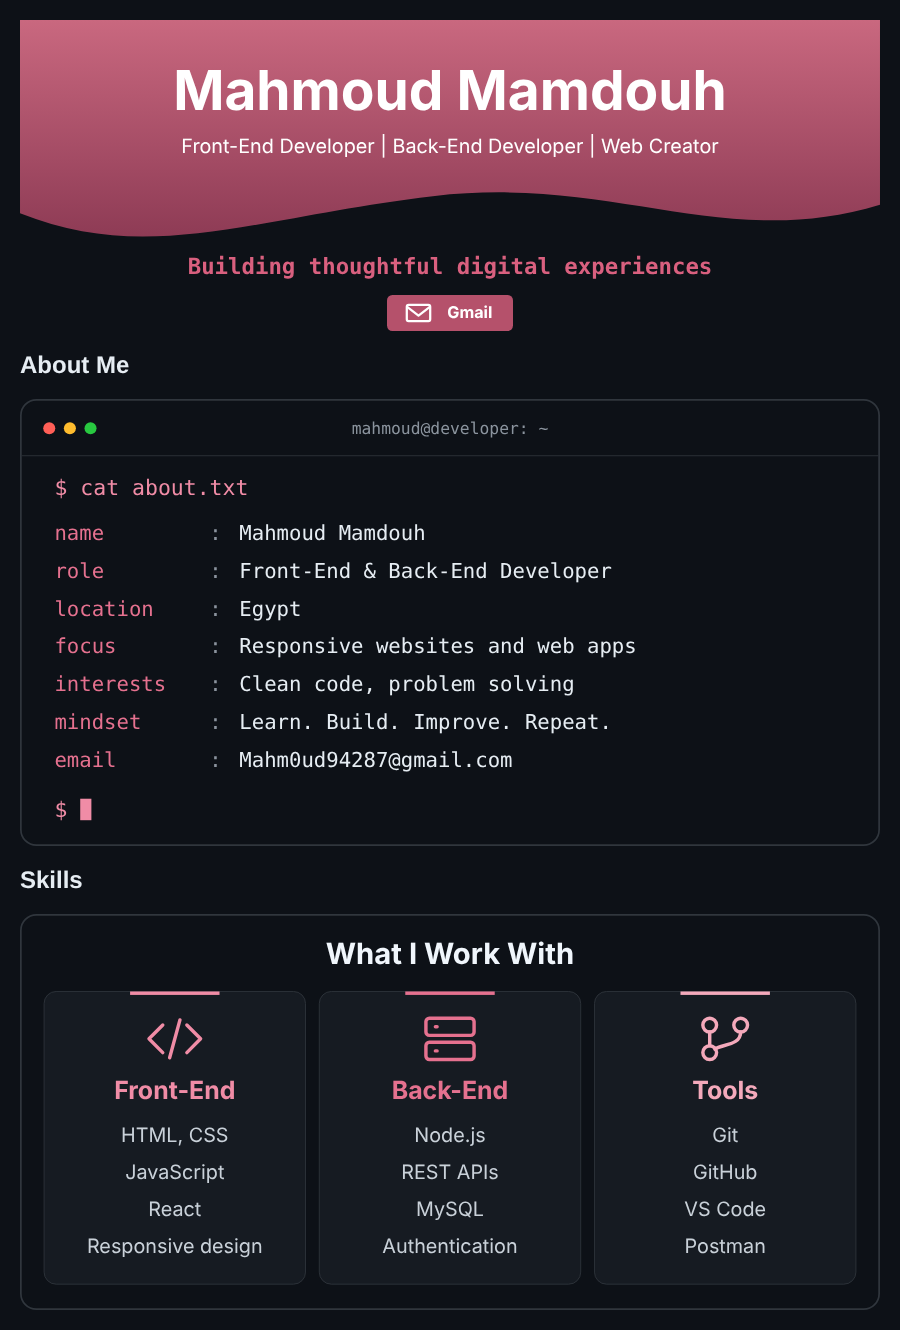 Mahmoud Mamdouh
Front-End Developer | Back-End Developer | Web Creator
Building thoughtful digital experiences
Gmail
About Me
mahmoud@developer: ~
$ cat about.txt
name : Mahmoud Mamdouh
role : Front-End & Back-End Developer
location : Egypt
focus : Responsive websites and web apps
interests : Clean code, problem solving
mindset : Learn. Build. Improve. Repeat.
email : Mahm0ud94287@gmail.com
$
Skills
What I Work With
Front-End
HTML, CSS
JavaScript
React
Responsive design
Back-End
Node.js
REST APIs
MySQL
Authentication
Tools
Git
GitHub
VS Code
Postman